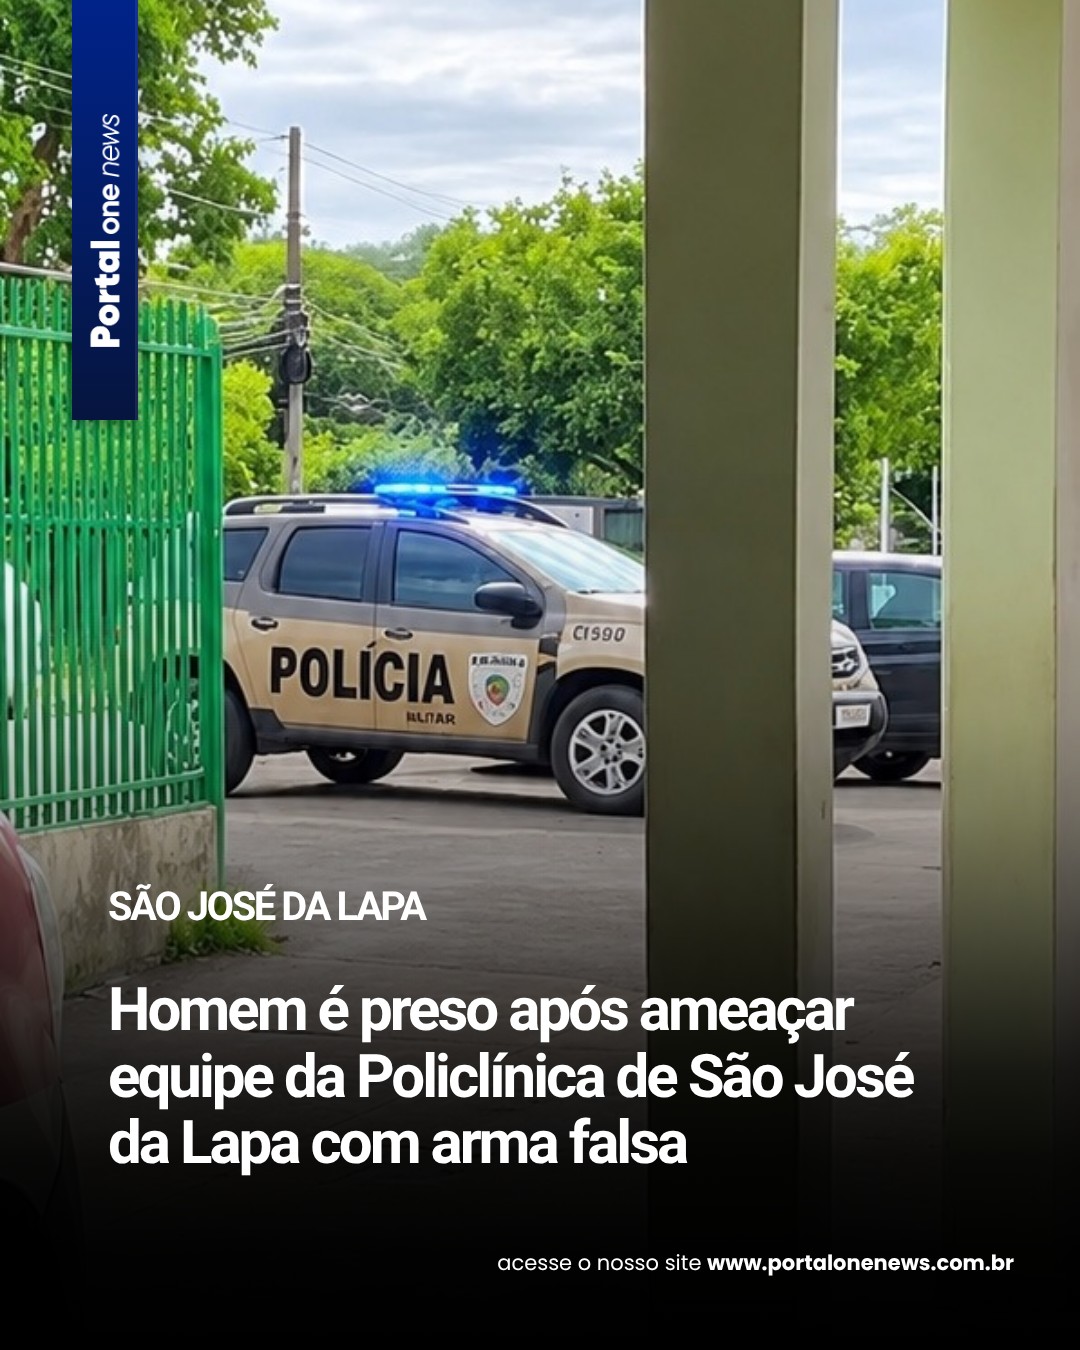 Portal one news
POLÍCIA
C1590
SÃO JOSÉ DA LAPA
Homem é preso após ameaçar
equipe da Policlínica de São José
da Lapa com arma falsa
acesse o nosso site www.portalonenews.com.br